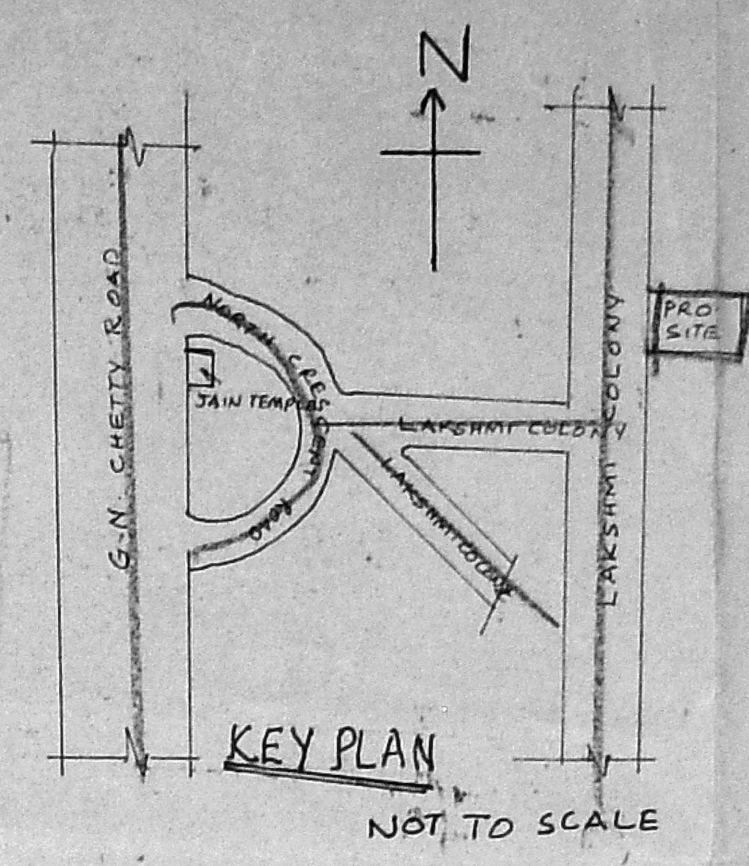 N
G.N. CHETTY ROAD
NORTH CRESCENT ROAD
JAIN TEMPLE
LAKSHMI COLONY
LAKSHMI COLONY
LAKSHMI COLONY
PRO
SITE
KEY PLAN
NOT TO SCALE